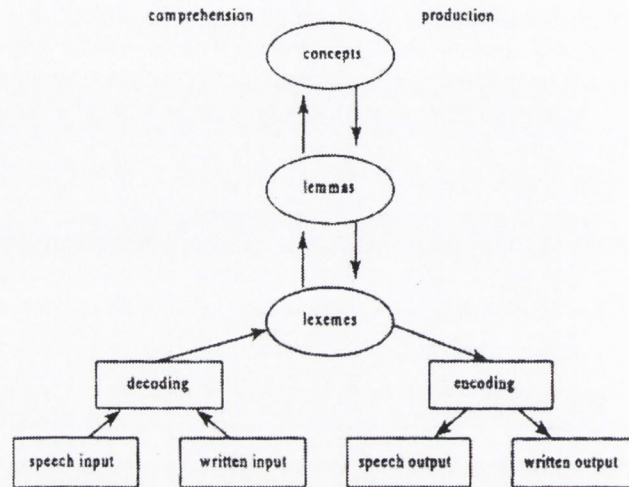 comprehension production
concepts
lemmas
lexemes
decoding encoding
speech input written input speech output written output